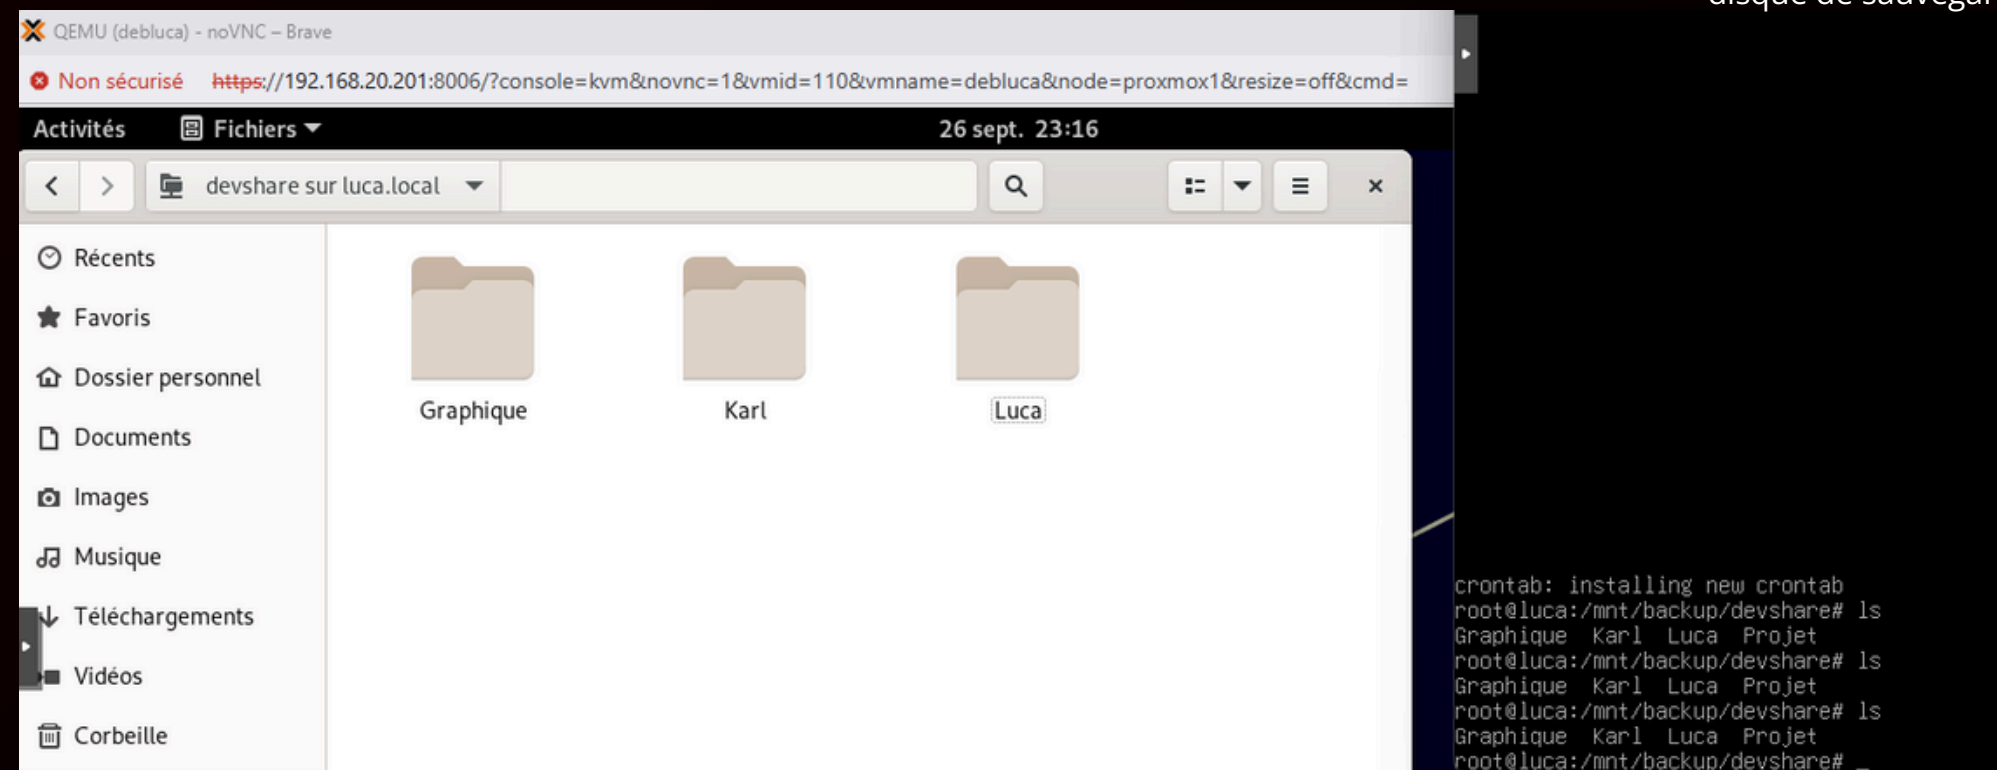 disque de sauvegar
QEMU (debluca) - noVNC – Brave
Non sécurisé https://192.168.20.201:8006/?console=kvm&novnc=1&vmid=110&vmname=debluca&node=proxmox1&resize=off&cmd=
Activités Fichiers 26 sept. 23:16
devshare sur luca.local
Récents
Favoris
Dossier personnel
Documents
Images
Musique
Téléchargements
Vidéos
Corbeille
Graphique Karl Luca
crontab: installing new crontab
root@luca:/mnt/backup/devshare# ls
Graphique Karl Luca Projet
root@luca:/mnt/backup/devshare# ls
Graphique Karl Luca Projet
root@luca:/mnt/backup/devshare# ls
Graphique Karl Luca Projet
root@luca:/mnt/backup/devshare# _